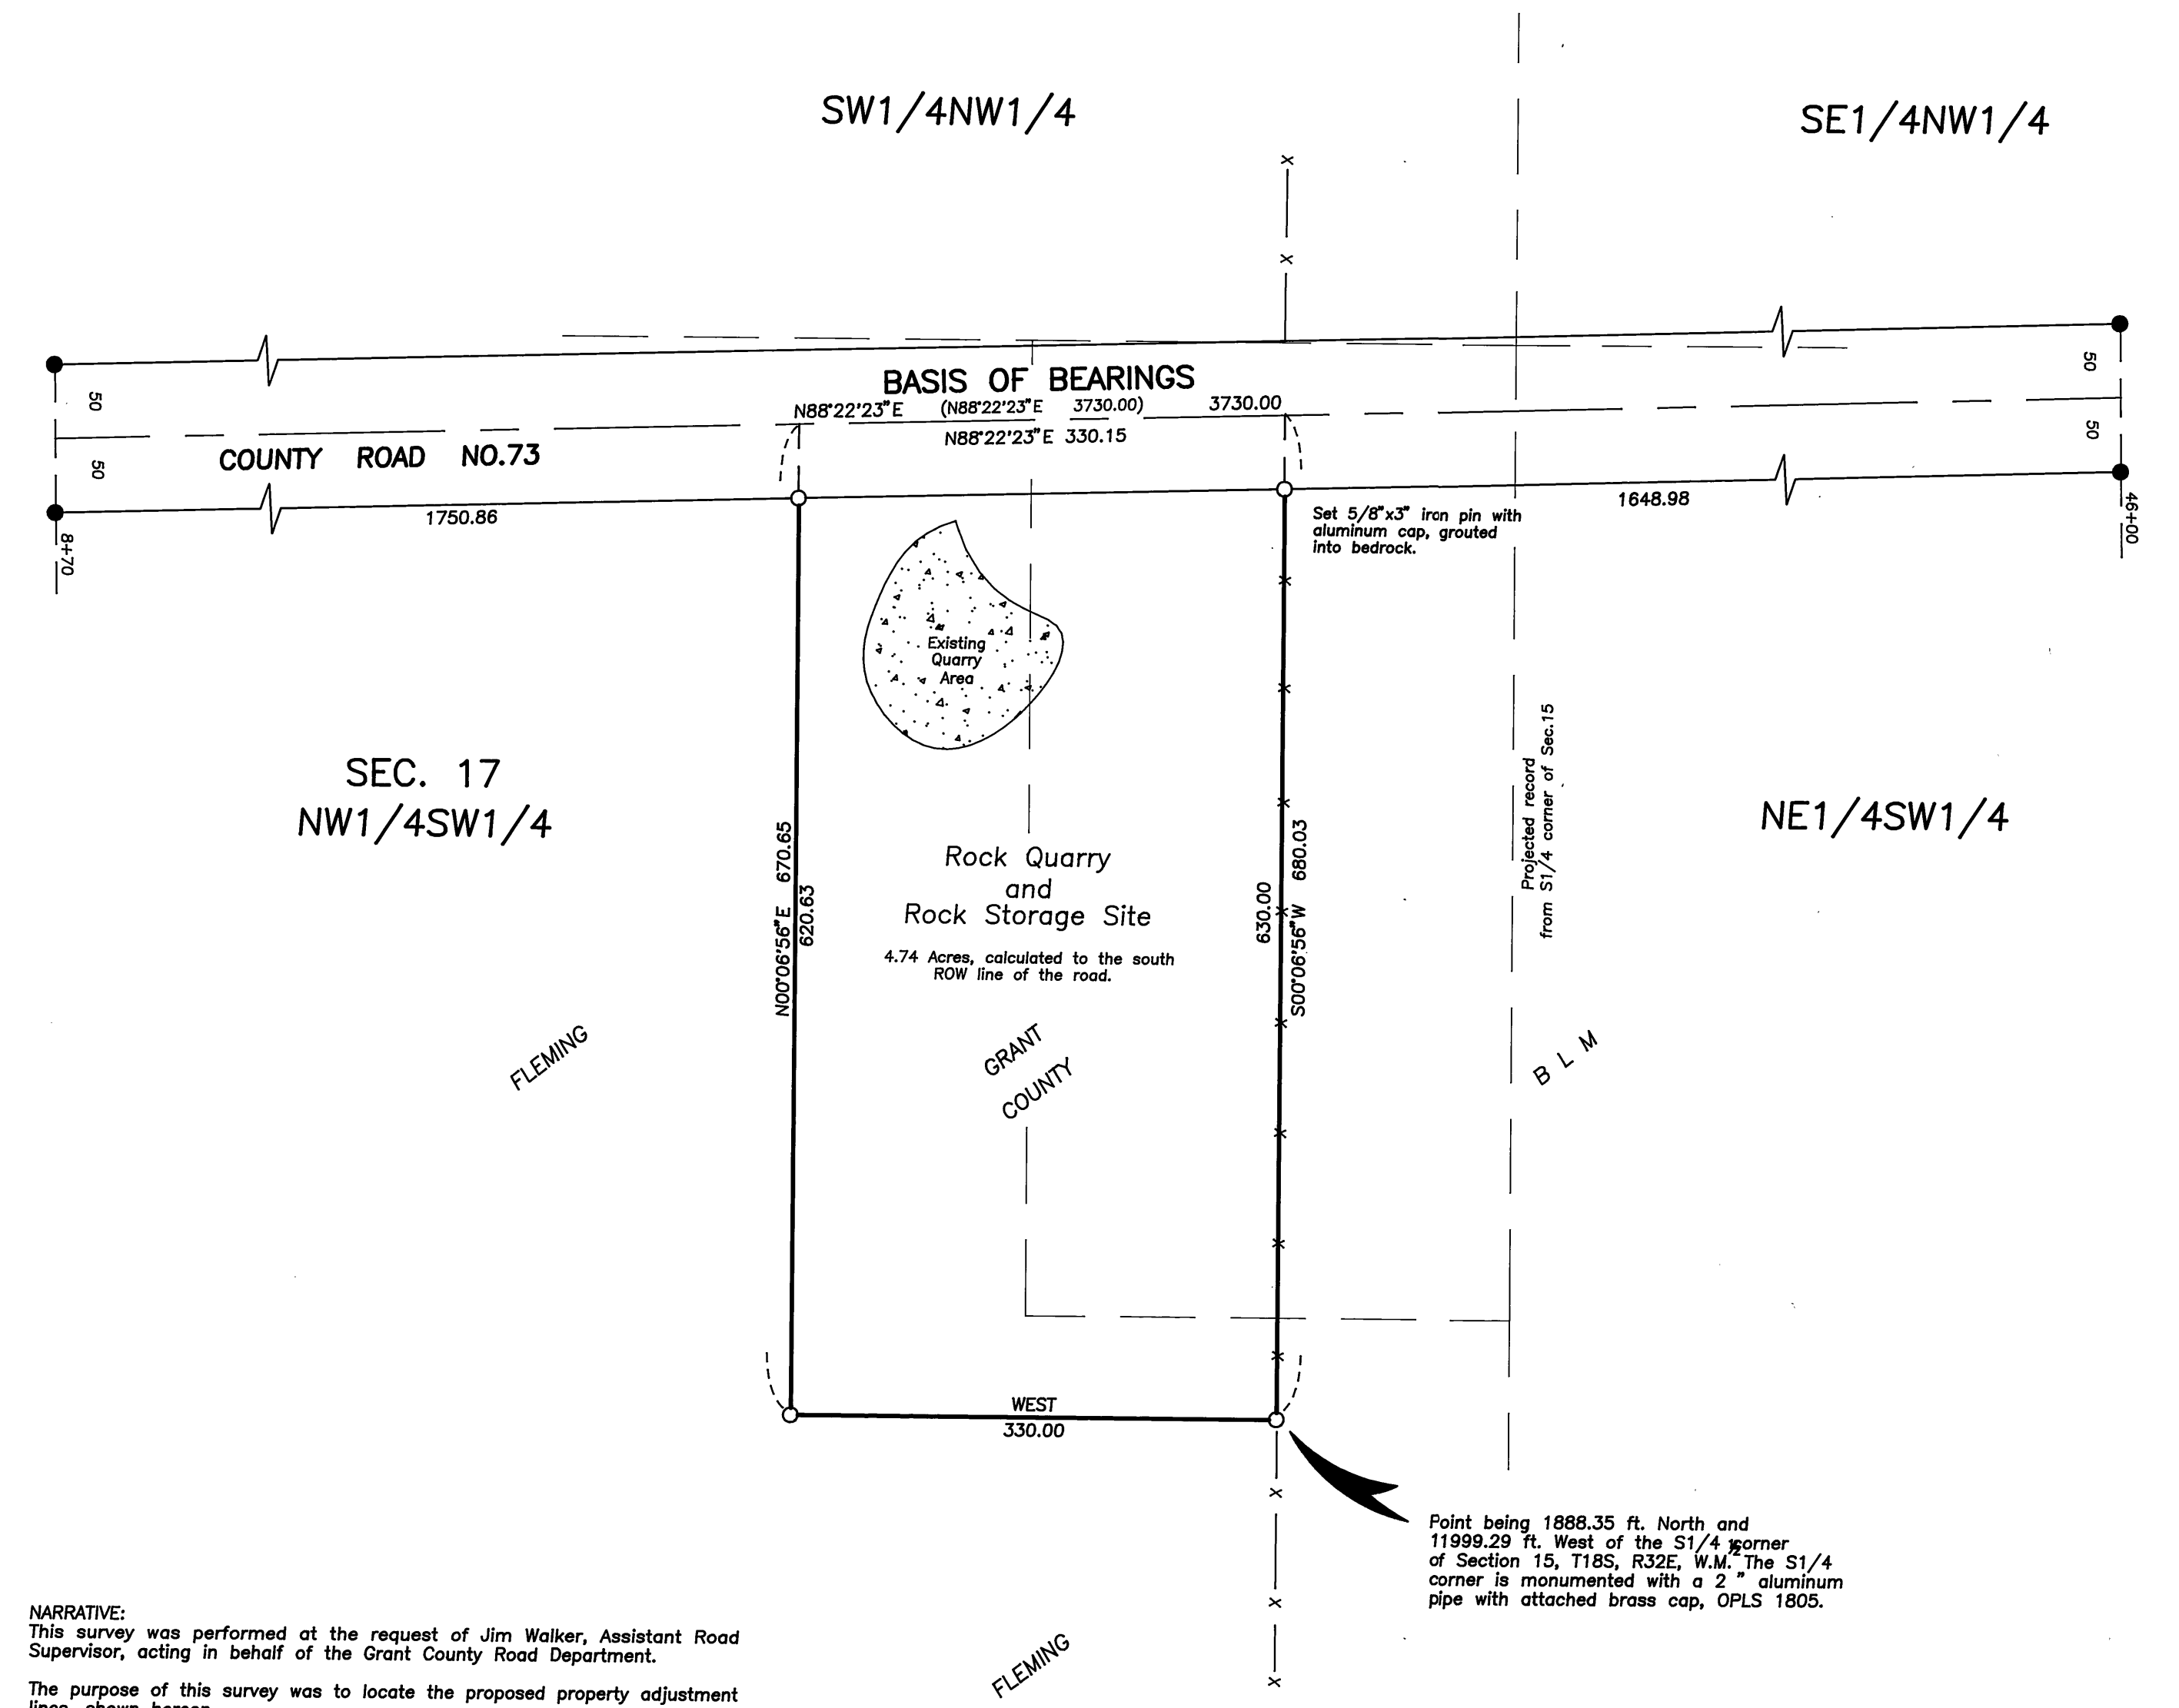 SW1/4NW1/4
SE1/4NW1/4
BASIS OF BEARINGS
N88°22'23"E (N88°22'23"E 3730.00) 3730.00
N88°22'23"E 330.15
50
50
50
50
COUNTY ROAD NO.73
1750.86
1648.98
8+70
46+00
Set 5/8"x3" iron pin with
aluminum cap, grouted
into bedrock.
Existing
Quarry
Area
SEC. 17
NW1/4SW1/4
NE1/4SW1/4
Projected record
from S1/4 corner of Sec.15
N00°06'56"E 670.65
620.63
630.00
S00°06'56"W 680.03
Rock Quarry
and
Rock Storage Site
4.74 Acres, calculated to the south
ROW line of the road.
FLEMING
GRANT
COUNTY
B L M
WEST
330.00
Point being 1888.35 ft. North and
11999.29 ft. West of the S1/4 corner
of Section 15, T18S, R32E, W.M. The S1/4
corner is monumented with a 2 " aluminum
pipe with attached brass cap, OPLS 1805.
FLEMING
NARRATIVE:
This survey was performed at the request of Jim Walker, Assistant Road
Supervisor, acting in behalf of the Grant County Road Department.
The purpose of this survey was to locate the proposed property adjustment